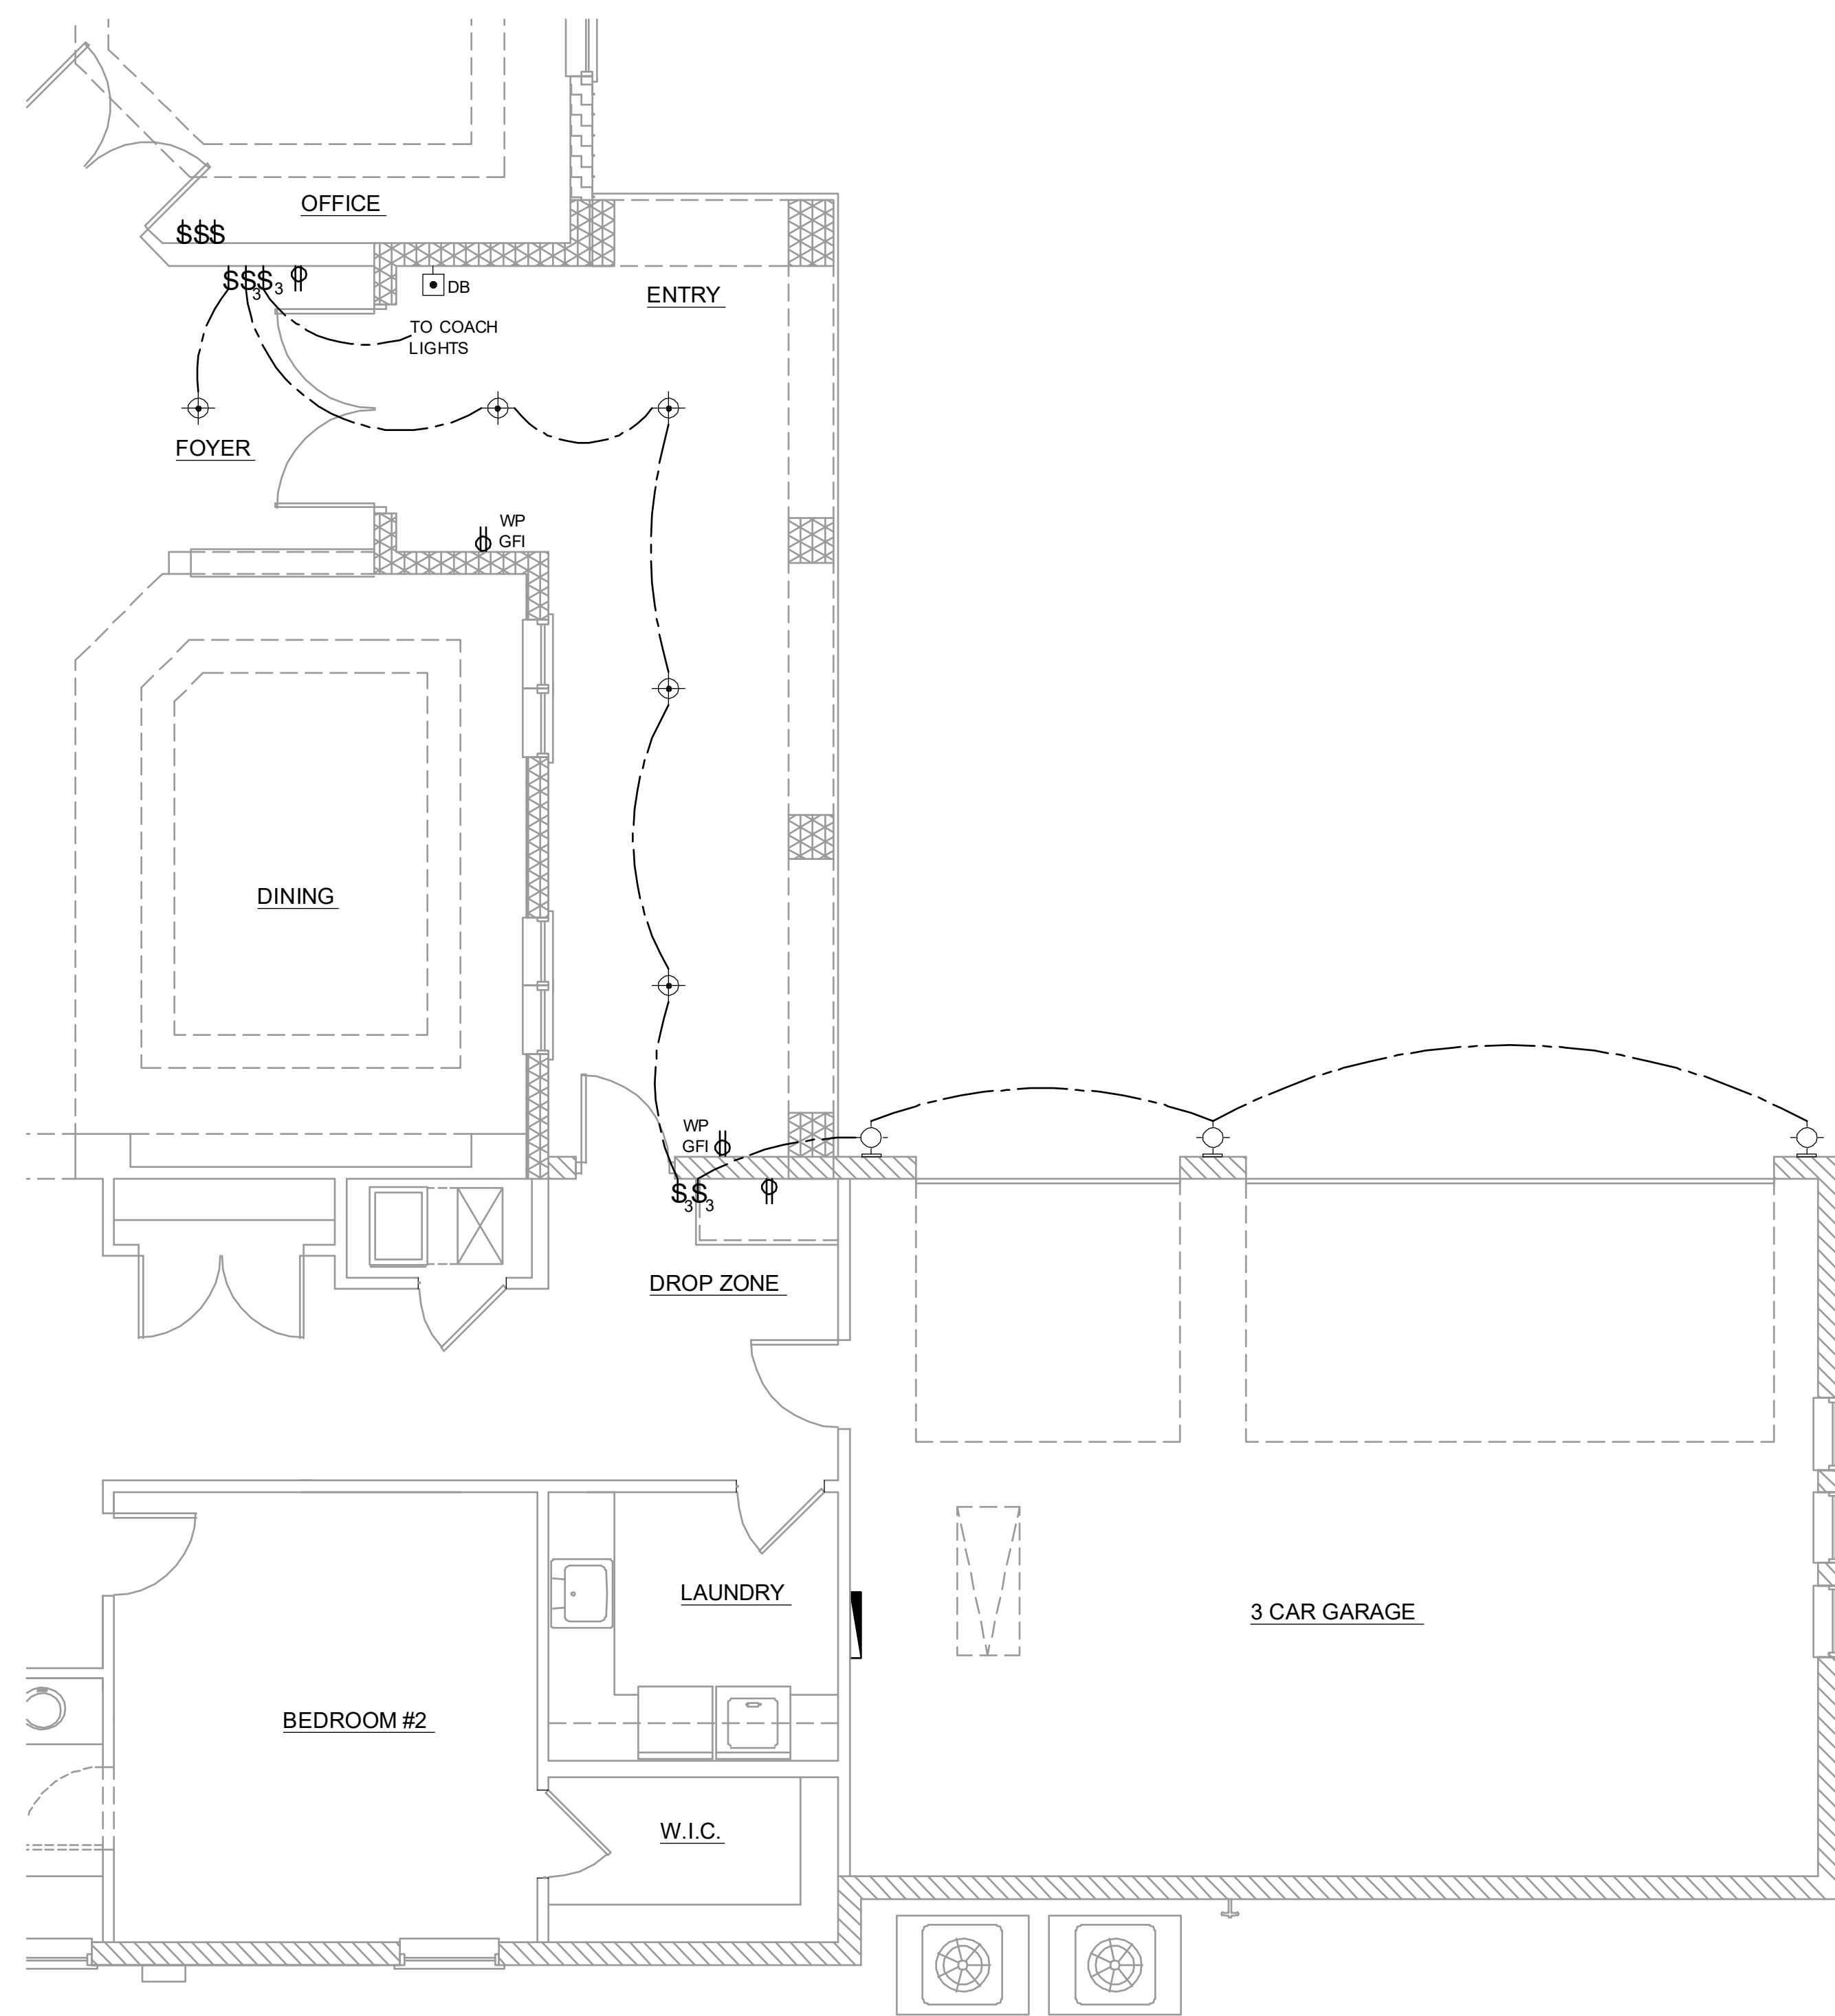 OFFICE
$$$
$$3$3
DB
ENTRY
TO COACH
LIGHTS
FOYER
WP
GFI
DINING
WP
GFI
$3$3
DROP ZONE
LAUNDRY
3 CAR GARAGE
BEDROOM #2
W.I.C.